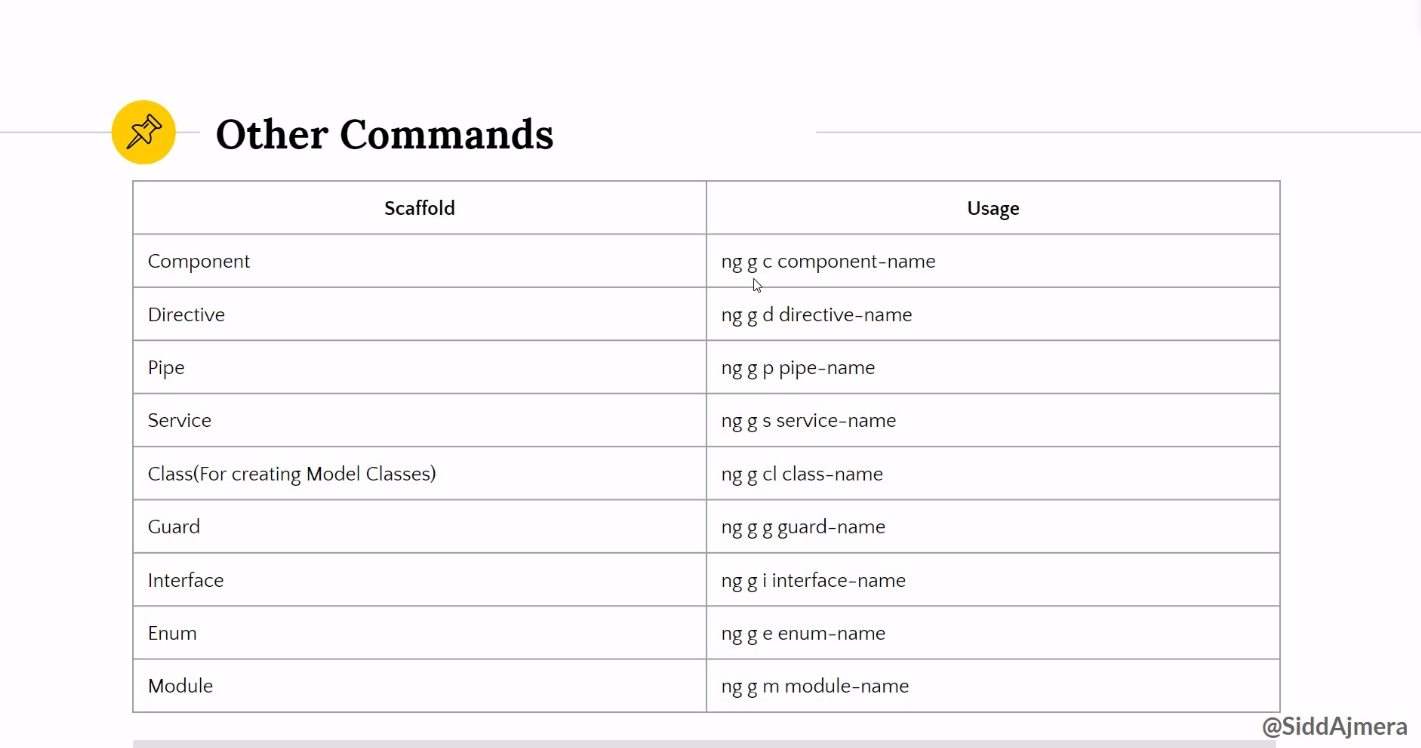 Other Commands
Scaffold Usage
Component ng g c component-name
Directive ng g d directive-name
Pipe ng g p pipe-name
Service ng g s service-name
Class(For creating Model Classes) ng g cl class-name
Guard ng g g guard-name
Interface ng g i interface-name
Enum ng g e enum-name
Module ng g m module-name
@SiddAjmera